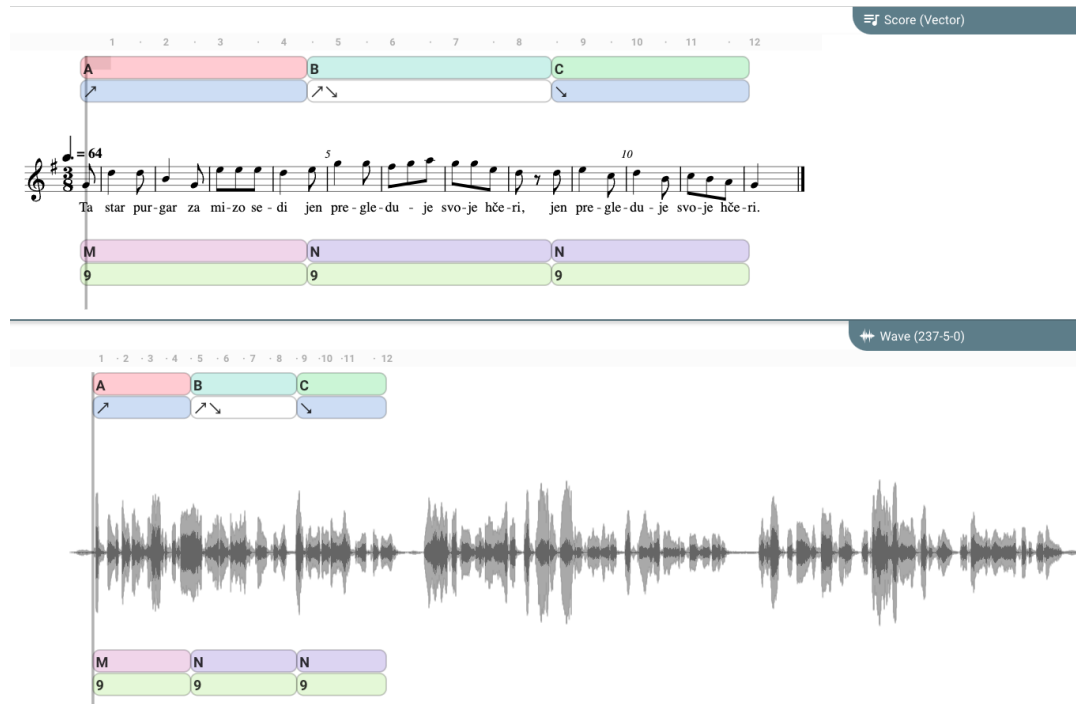 Score (Vector)
1 · 2 · 3 · 4 · 5 · 6 · 7 · 8 · 9 · 10 · 11 · 12
A B C
↗ ↗↘ ↘
♩. = 64
5 10
3
8
Ta star pur-gar za mi-zo se-di jen pre-gle-du - je svo-je hče-ri, jen pre-gle-du - je svo-je hče-ri.
M N N
9 9 9
Wave (237-5-0)
1 · 2 · 3 · 4 · 5 · 6 · 7 · 8 · 9 · 10 · 11 · 12
A B C
↗ ↗↘ ↘
M N N
9 9 9